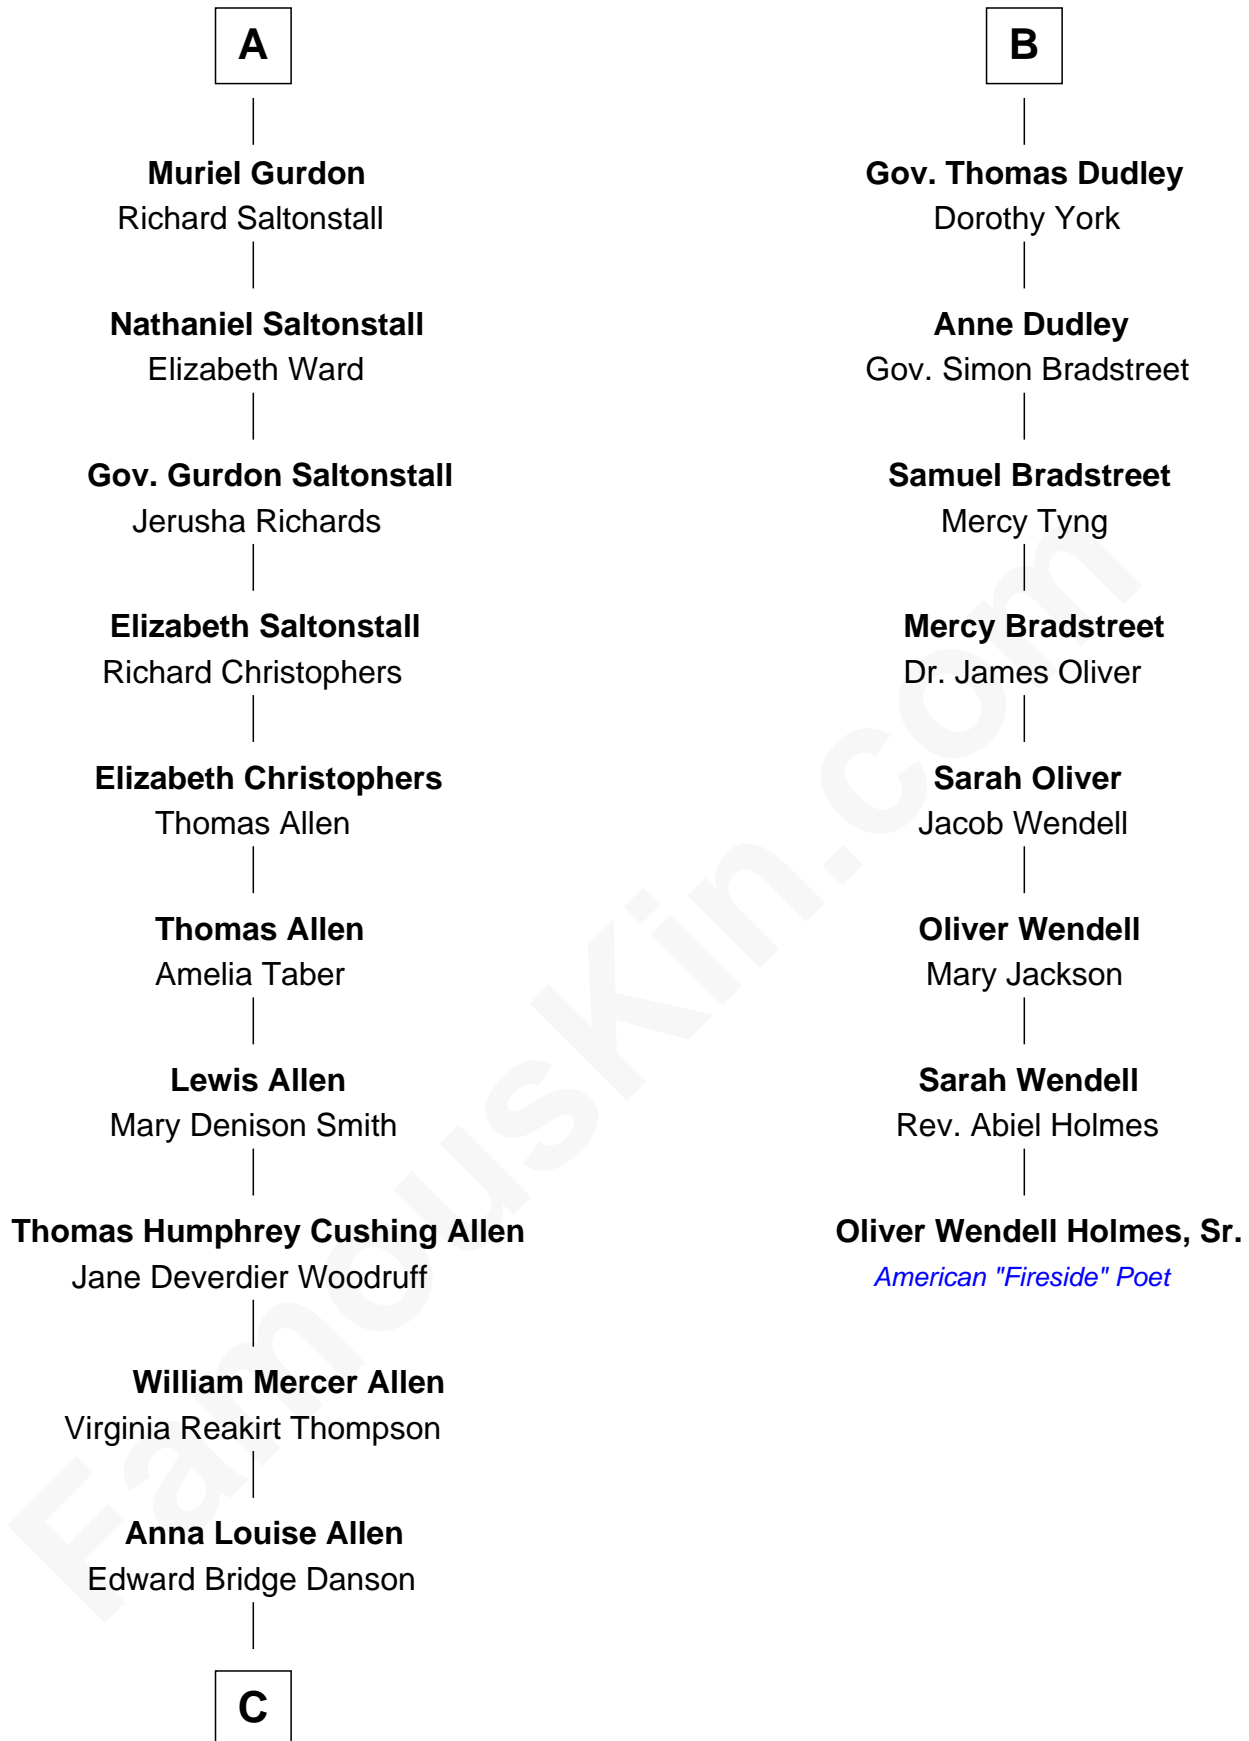 A
Muriel Gurdon
Richard Saltonstall
Nathaniel Saltonstall
Elizabeth Ward
Gov. Gurdon Saltonstall
Jerusha Richards
Elizabeth Saltonstall
Richard Christophers
Elizabeth Christophers
Thomas Allen
Thomas Allen
Amelia Taber
Lewis Allen
Mary Denison Smith
Thomas Humphrey Cushing Allen
Jane Deverdier Woodruff
William Mercer Allen
Virginia Reakirt Thompson
Anna Louise Allen
Edward Bridge Danson
C
B
Gov. Thomas Dudley
Dorothy York
Anne Dudley
Gov. Simon Bradstreet
Samuel Bradstreet
Mercy Tyng
Mercy Bradstreet
Dr. James Oliver
Sarah Oliver
Jacob Wendell
Oliver Wendell
Mary Jackson
Sarah Wendell
Rev. Abiel Holmes
Oliver Wendell Holmes, Sr.
American "Fireside" Poet
FamousKin.com